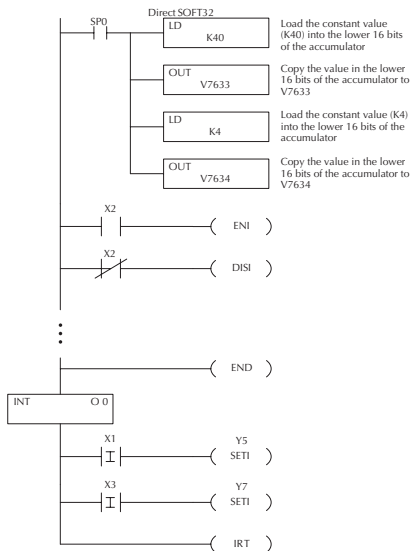 Direct SOFT32
SP0
LD
K40
Load the constant value
(K40) into the lower 16 bits
of the accumulator
OUT
V7633
Copy the value in the lower
16 bits of the accumulator to
V7633
LD
K4
Load the constant value (K4)
into the lower 16 bits of the
accumulator
OUT
V7634
Copy the value in the lower
16 bits of the accumulator to
V7634
X2
ENI
X2
DISI
END
INT O 0
X1
Y5
SETI
X3
Y7
SETI
IRT